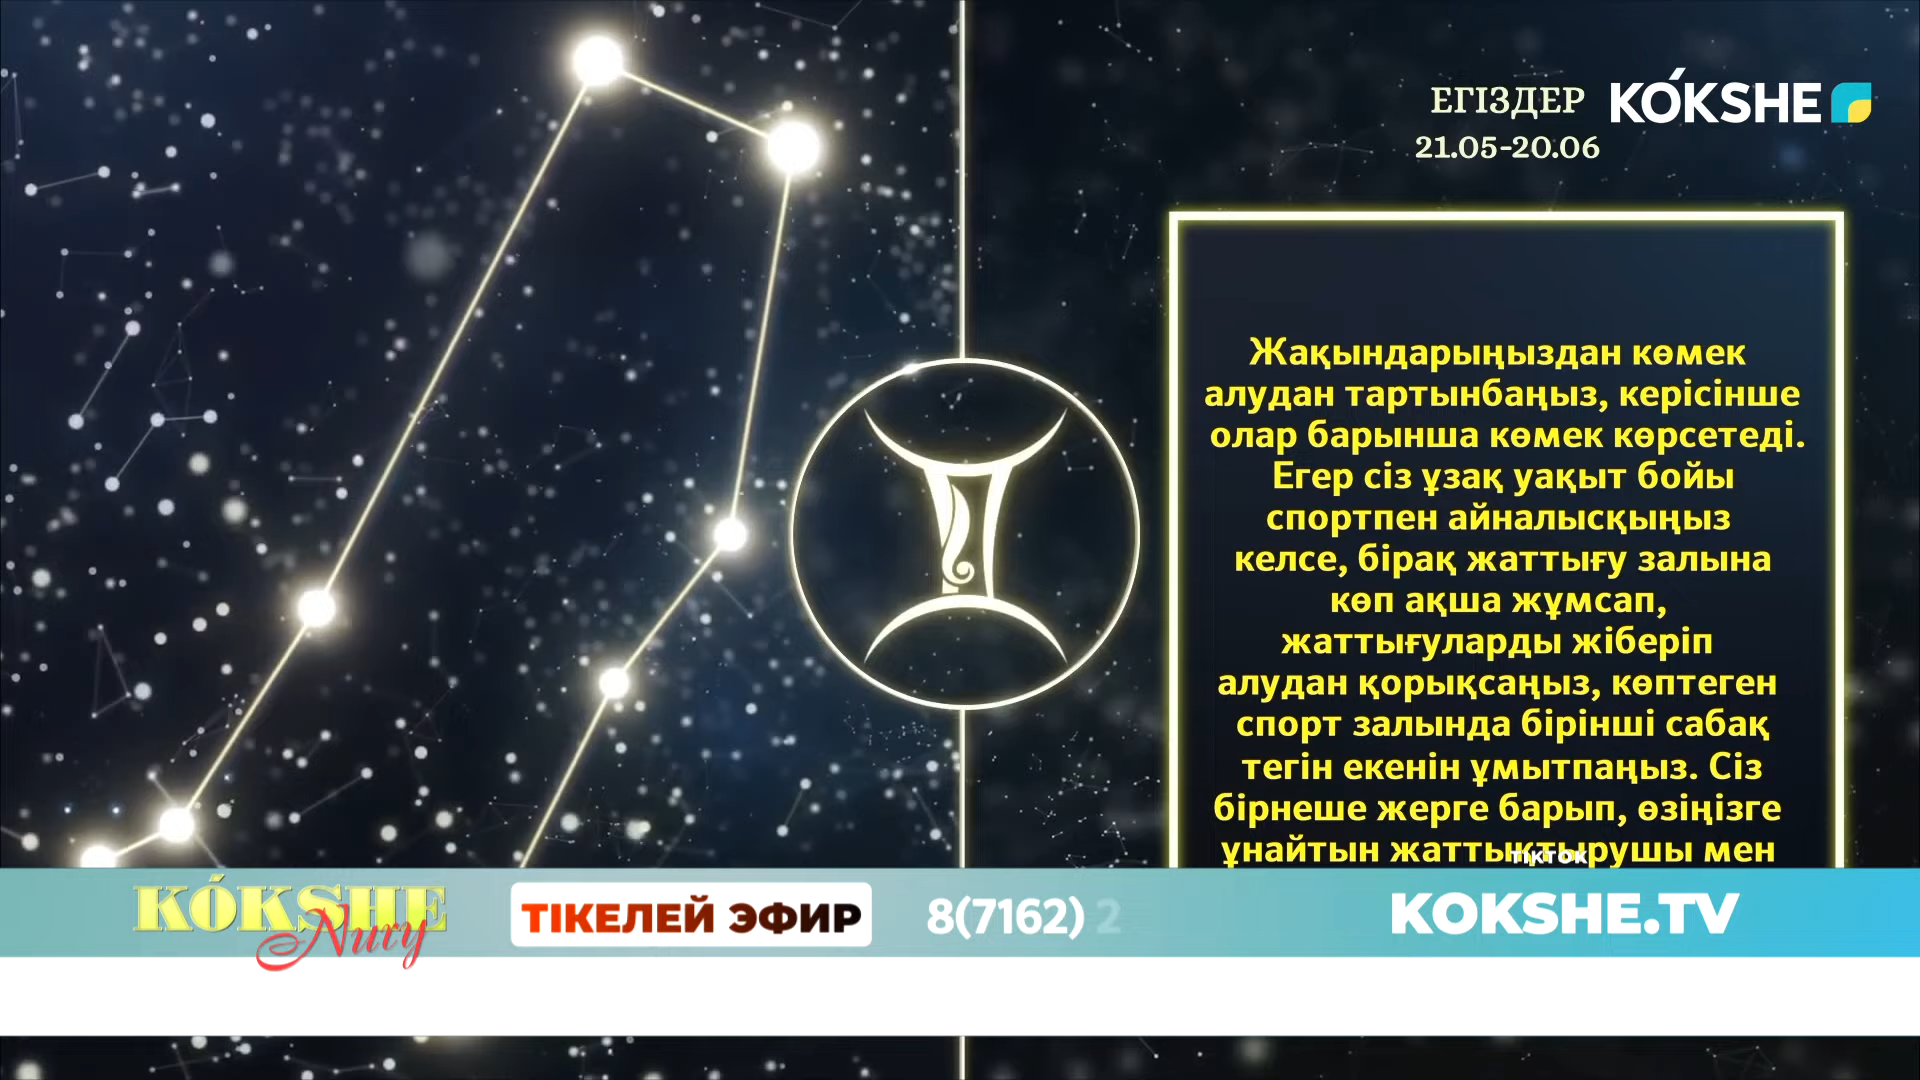 ЕГІЗДЕР
21.05-20.06
KÓKSHE
Жақындарыңыздан көмек
алудан тартынбаңыз, керісінше
олар барынша көмек көрсетеді.
Егер сіз ұзақ уақыт бойы
спортпен айналысқыңыз
келсе, бірақ жаттығу залына
көп ақша жұмсап,
жаттығуларды жіберіп
алудан қорықсаңыз, көптеген
спорт залында бірінші сабақ
тегін екенін ұмытпаңыз. Сіз
бірнеше жерге барып, өзіңізге
ұнайтын жаттықтырушы мен
ТІКТОК
KÓKSHE
Nury
ТІКЕЛЕЙ ЭФИР
8(7162) 2
KOKSHE.TV